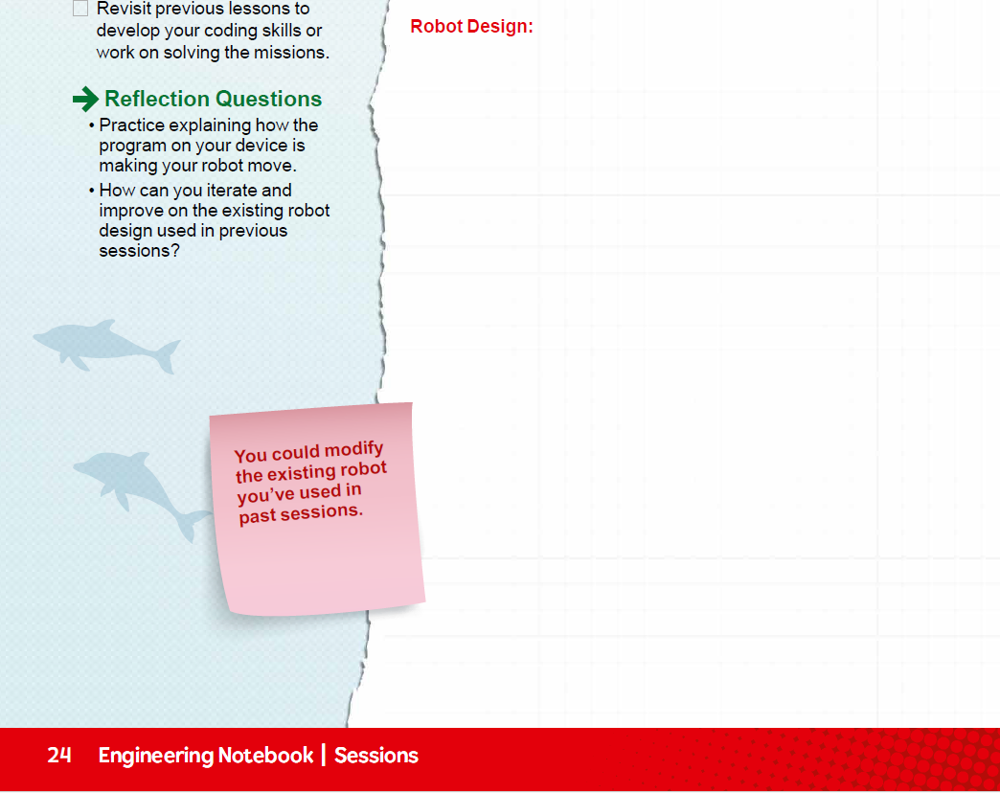 Revisit previous lessons to
develop your coding skills or
work on solving the missions.
Reflection Questions
• Practice explaining how the
program on your device is
making your robot move.
• How can you iterate and
improve on the existing robot
design used in previous
sessions?
You could modify
the existing robot
you’ve used in
past sessions.
Robot Design:
24 Engineering Notebook | Sessions